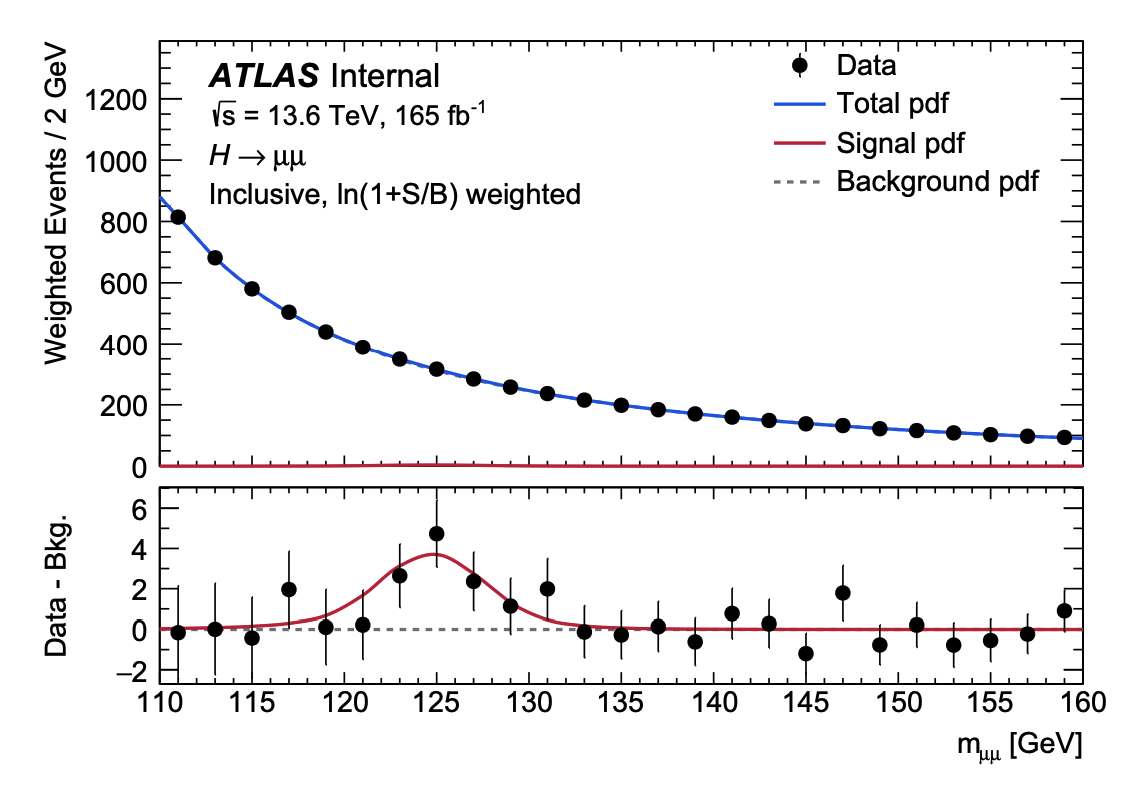 Weighted Events / 2 GeV
1200
1000
800
600
400
200
0
ATLAS Internal
√s = 13.6 TeV, 165 fb⁻¹
H → μμ
Inclusive, ln(1+S/B) weighted
Data
Total pdf
Signal pdf
Background pdf
Data - Bkg.
6
4
2
0
−2
110 115 120 125 130 135 140 145 150 155 160
mμμ [GeV]